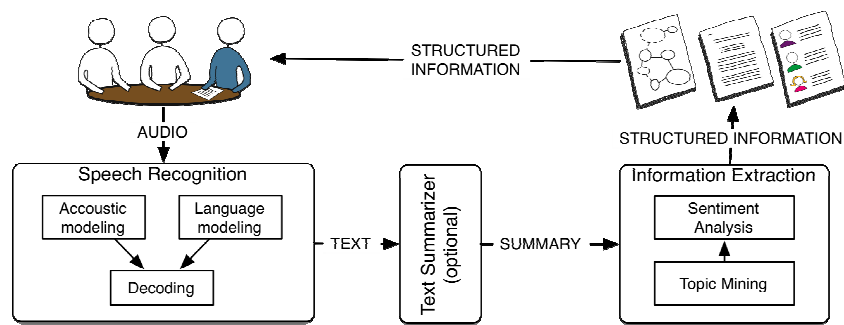 STRUCTURED
INFORMATION
AUDIO
STRUCTURED INFORMATION
Speech Recognition
Accoustic
modeling
Language
modeling
Decoding
TEXT
Text Summarizer
(optional)
SUMMARY
Information Extraction
Sentiment
Analysis
Topic Mining